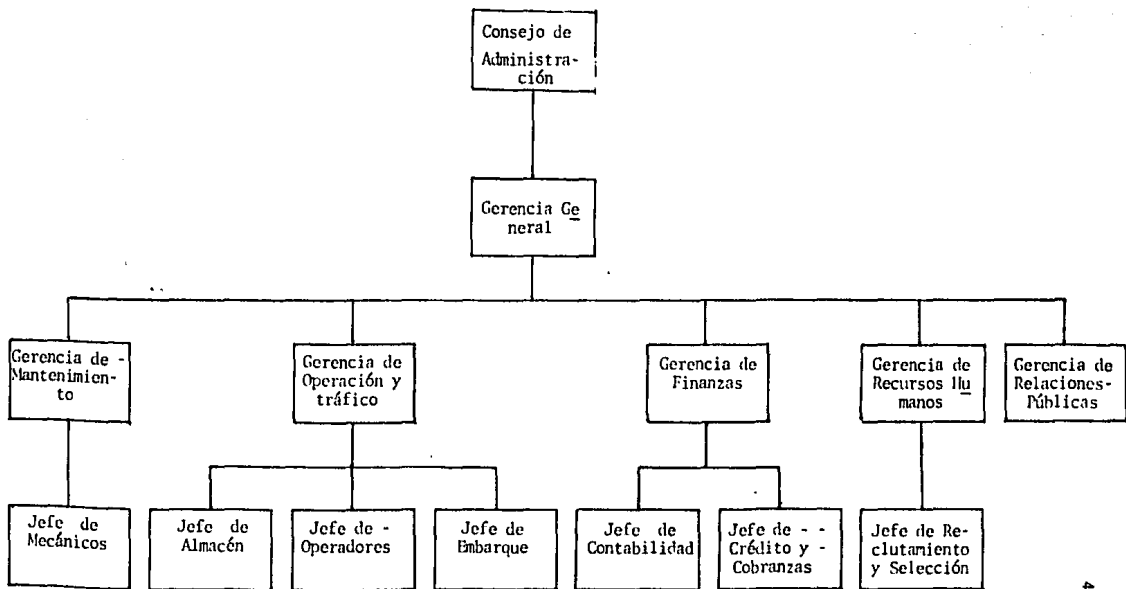 Consejo de
Administra-
ción
Gerencia Ge
neral
Gerencia de -
Mantenimien-
to
Gerencia de
Operación y
tráfico
Gerencia de
Finanzas
Gerencia de
Recursos Hu
manos
Gerencia de
Relaciones-
Públicas
Jefe de
Mecánicos
Jefe de
Almacén
Jefe de -
Operadores
Jefe de
Embarque
Jefe de
Contabilidad
Jefe de - -
Crédito y -
Cobranzas
Jefe de Re-
clutamiento
y Selección
4